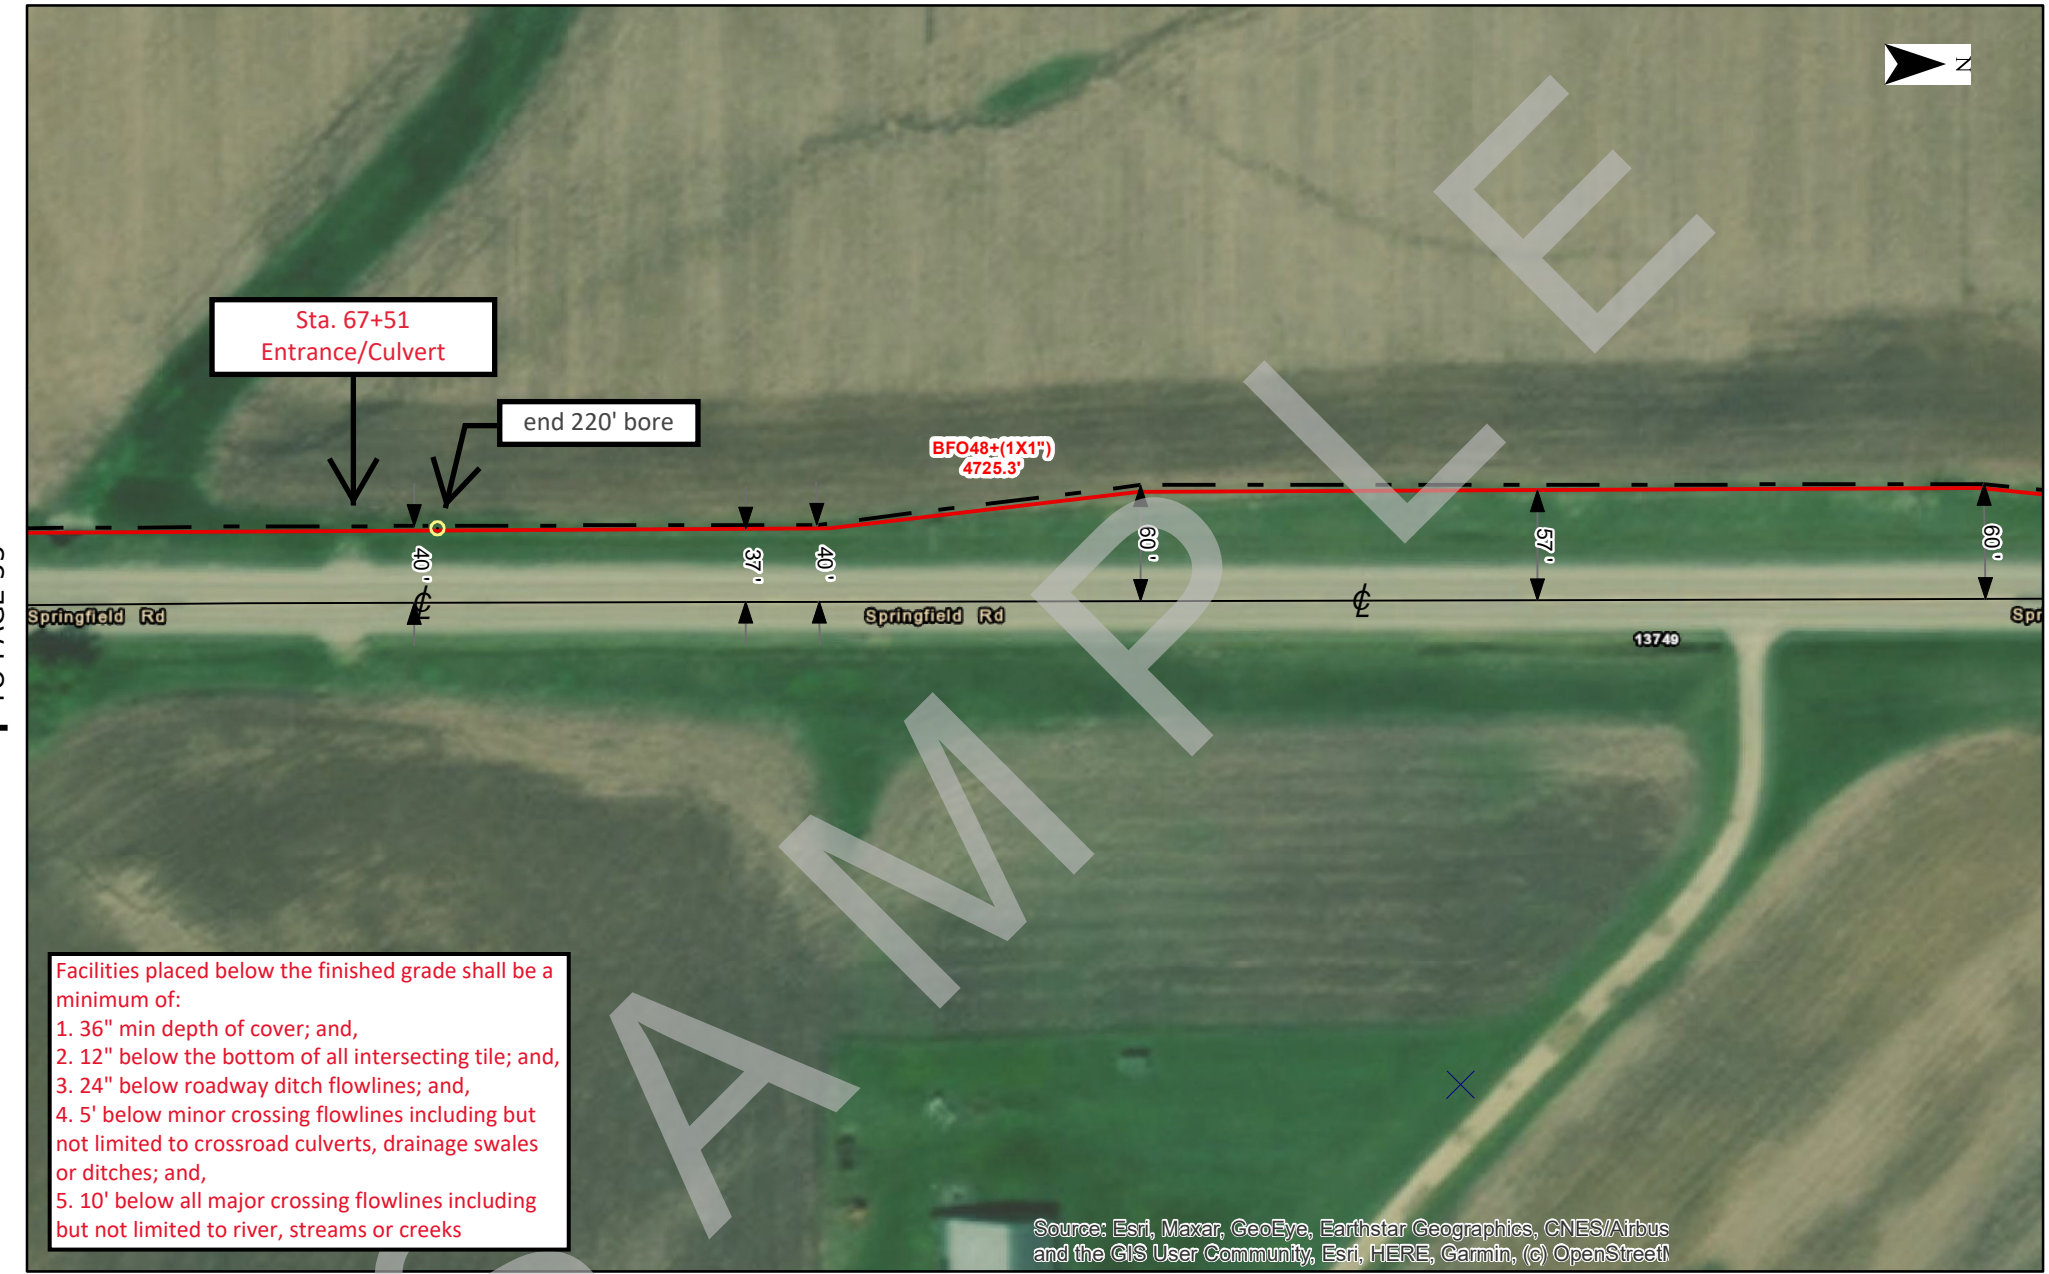 N
Sta. 67+51
Entrance/Culvert
end 220' bore
BFO48+(1X1")
4725.3'
40'
37'
40'
60'
57'
60'
℄
℄
Springfield Rd
Springfield Rd
Spr
13749
SAMPLE
Facilities placed below the finished grade shall be a
minimum of:
1. 36" min depth of cover; and,
2. 12" below the bottom of all intersecting tile; and,
3. 24" below roadway ditch flowlines; and,
4. 5' below minor crossing flowlines including but
not limited to crossroad culverts, drainage swales
or ditches; and,
5. 10' below all major crossing flowlines including
but not limited to river, streams or creeks
Source: Esri, Maxar, GeoEye, Earthstar Geographics, CNES/Airbus
and the GIS User Community, Esri, HERE, Garmin, (c) OpenStreetM